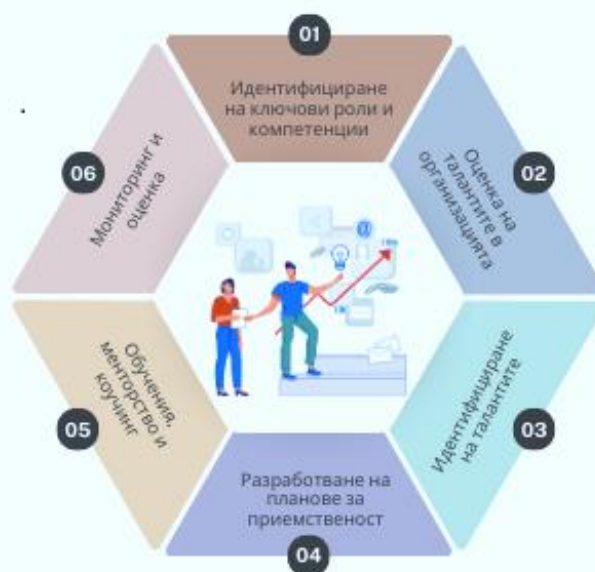 01
Идентифициране
на ключови роли и
компетенции
02
Оценка на
талантите в
организацията
03
Идентифициране
на талантите
04
Разработване на
планове за
приемственост
05
Обучения,
менторство и
коучинг
06
Мониторинг и
оценка
@